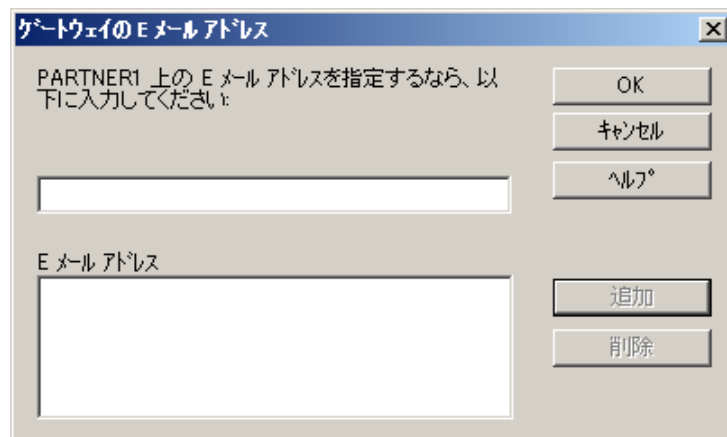 ｹﾞｰﾄｳｪｲの E ﾒｰﾙ ｱﾄﾞﾚｽ
PARTNER1 上の E ﾒｰﾙ ｱﾄﾞﾚｽを指定するなら、以
下に入力してください:
OK
ｷｬﾝｾﾙ
ﾍﾙﾌﾟ
E ﾒｰﾙ ｱﾄﾞﾚｽ
追加
削除